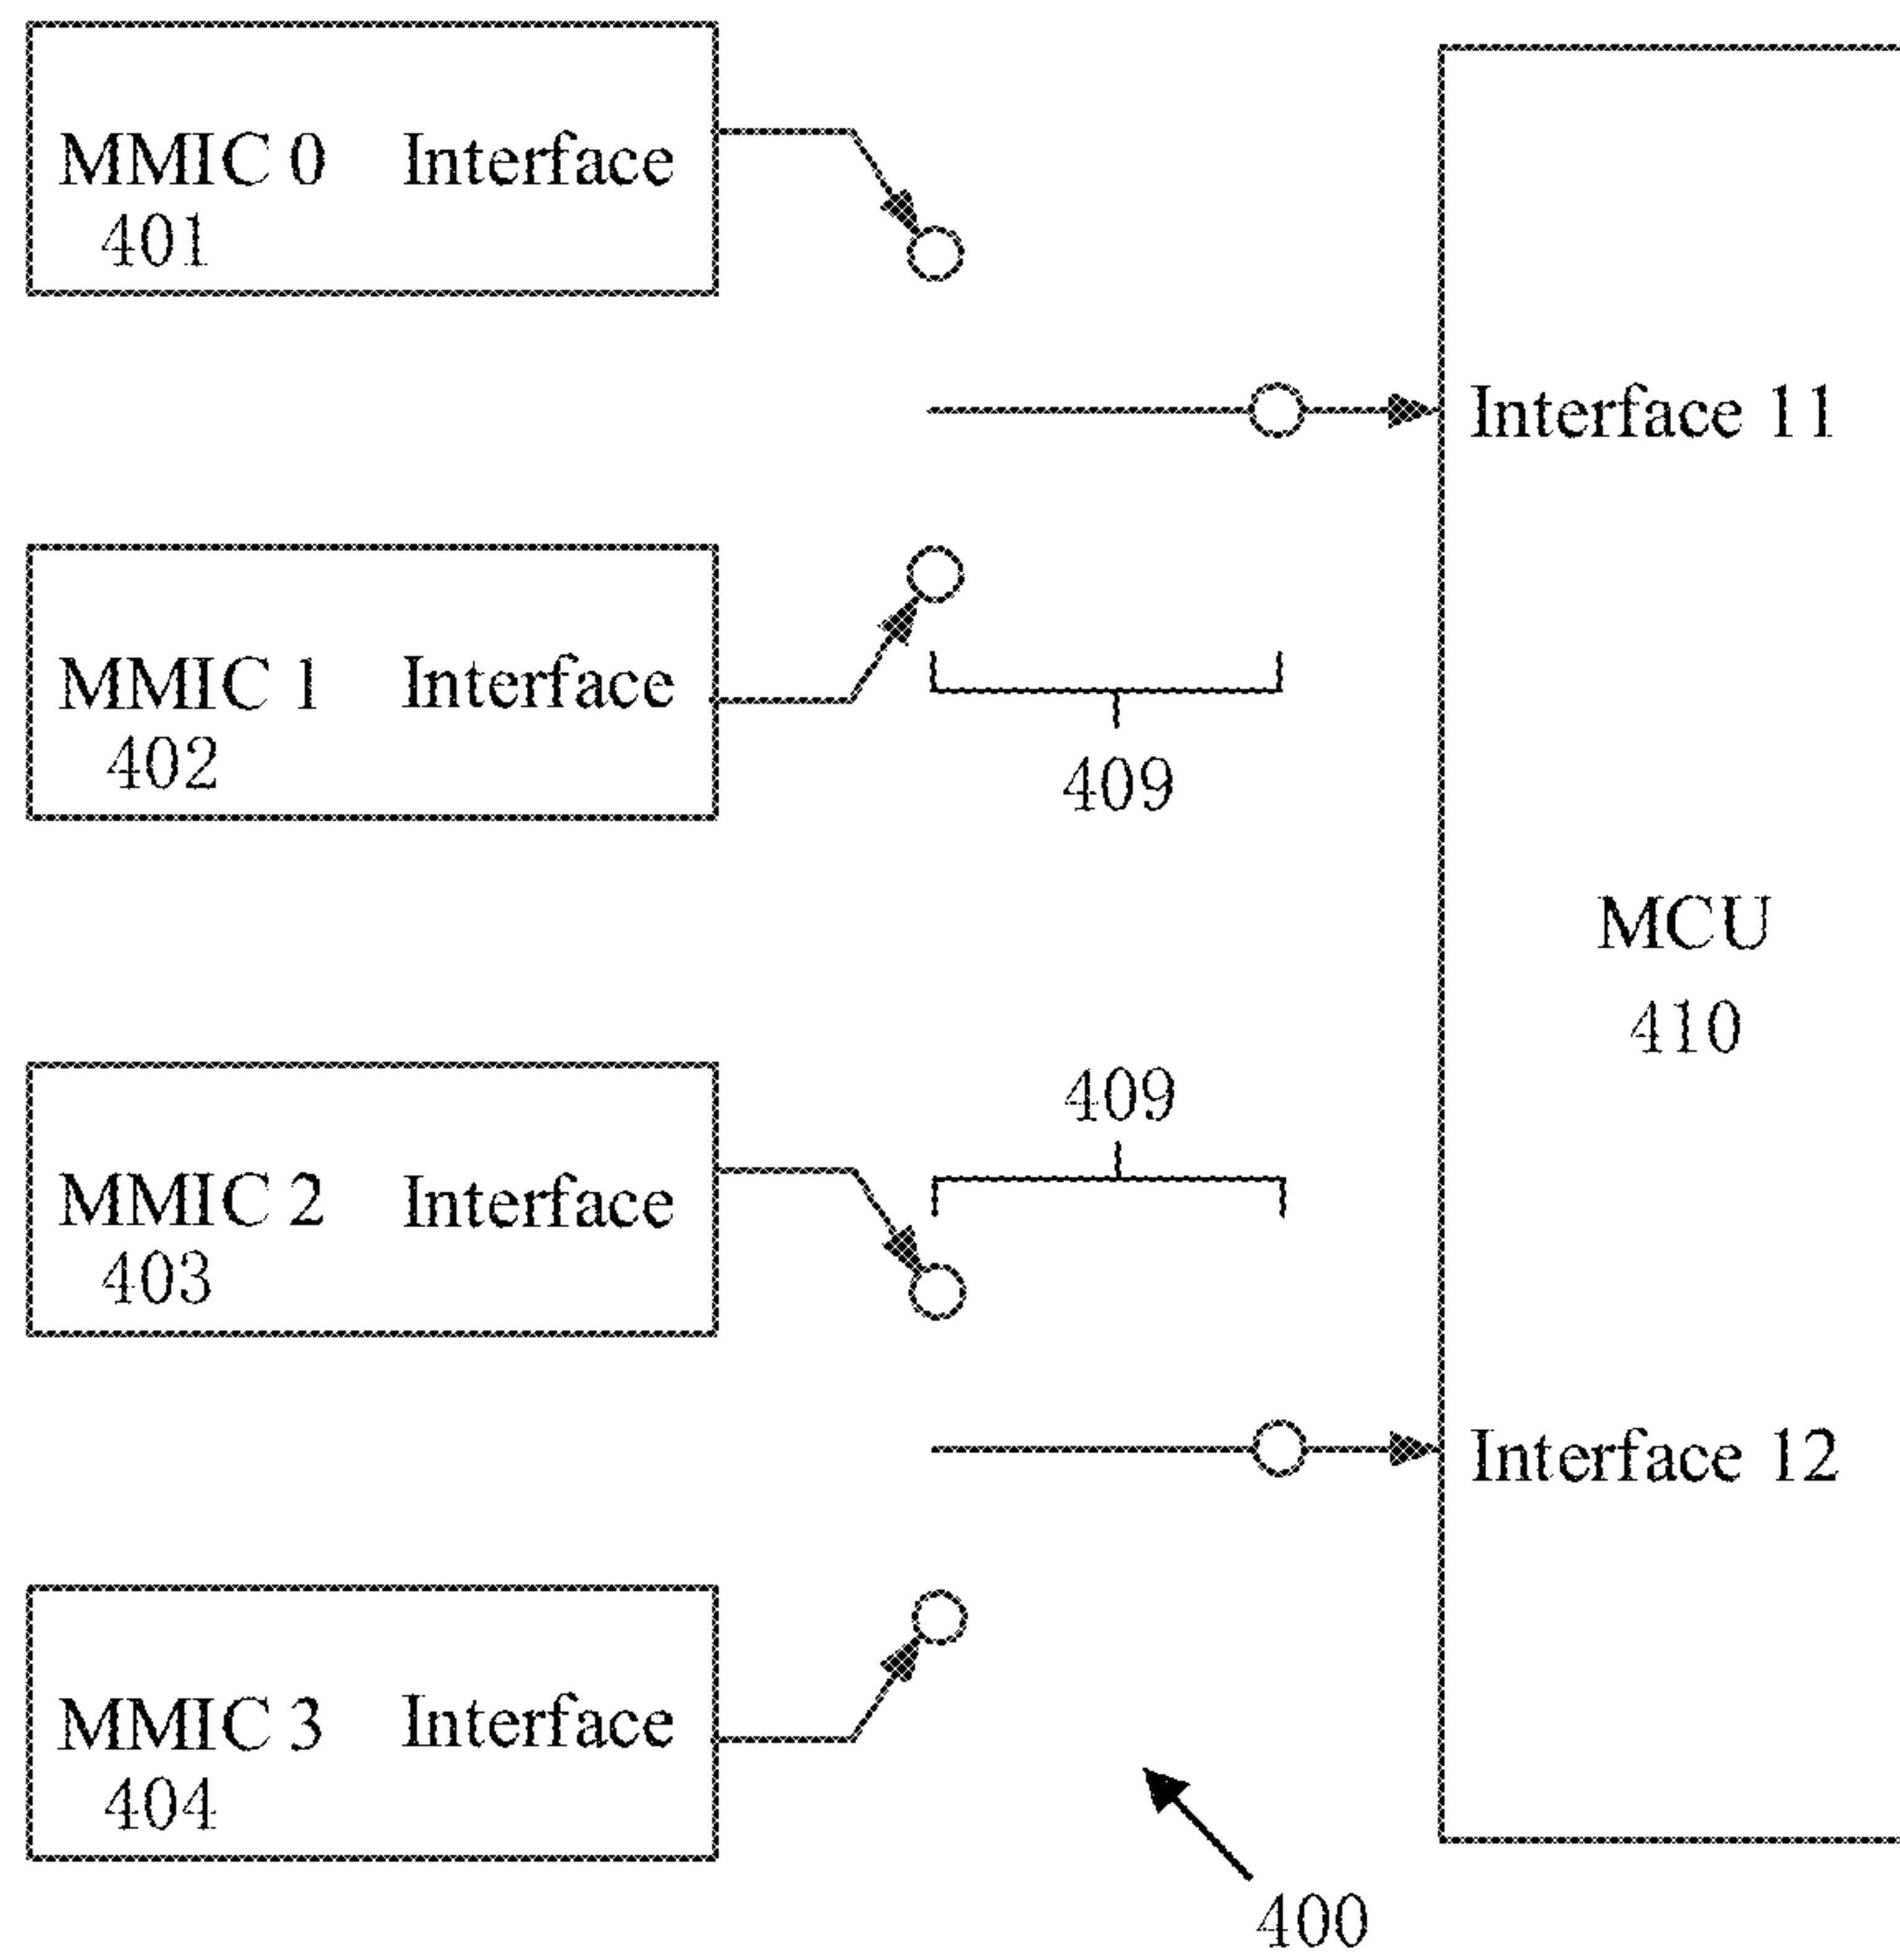 MMIC 0 Interface
401
Interface 11
MMIC 1 Interface
402
409
MCU
410
409
MMIC 2 Interface
403
Interface 12
MMIC 3 Interface
404
400